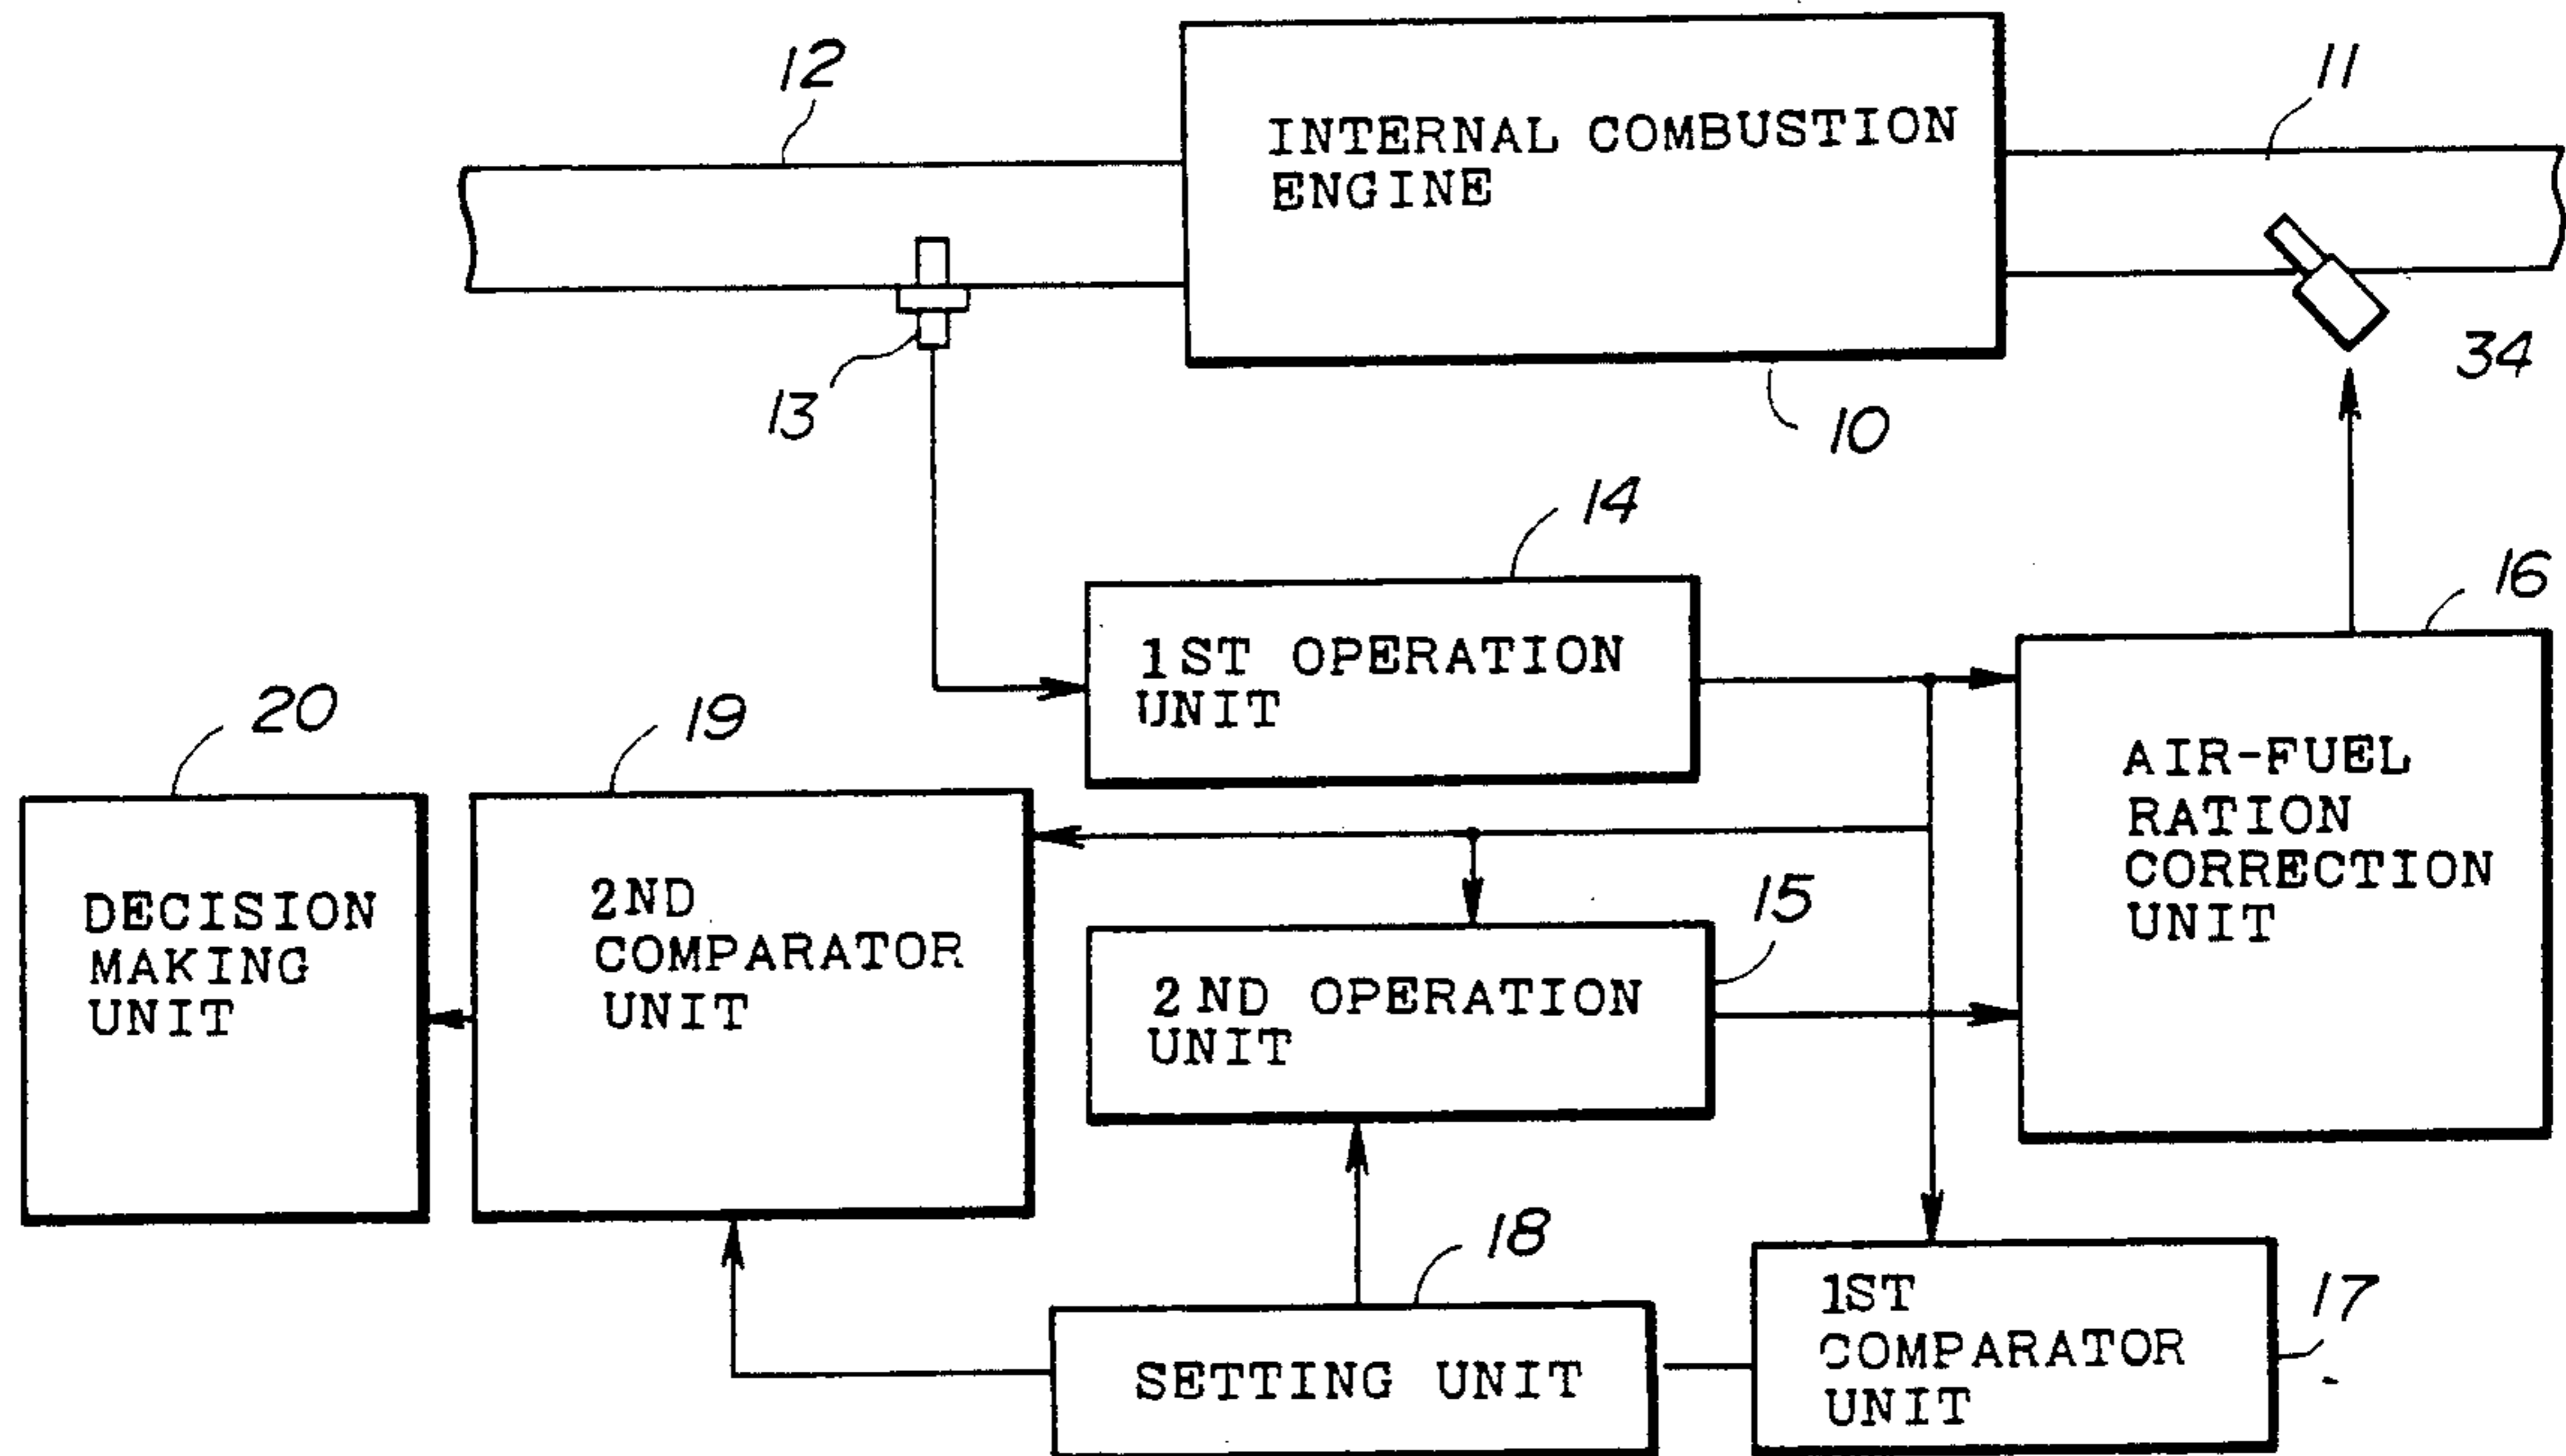 12
INTERNAL COMBUSTION
ENGINE
11
13
10
34
14
1ST OPERATION
UNIT
16
AIR-FUEL
RATION
CORRECTION
UNIT
20
DECISION
MAKING
UNIT
19
2ND
COMPARATOR
UNIT
15
2ND OPERATION
UNIT
18
SETTING UNIT
17
1ST
COMPARATOR
UNIT